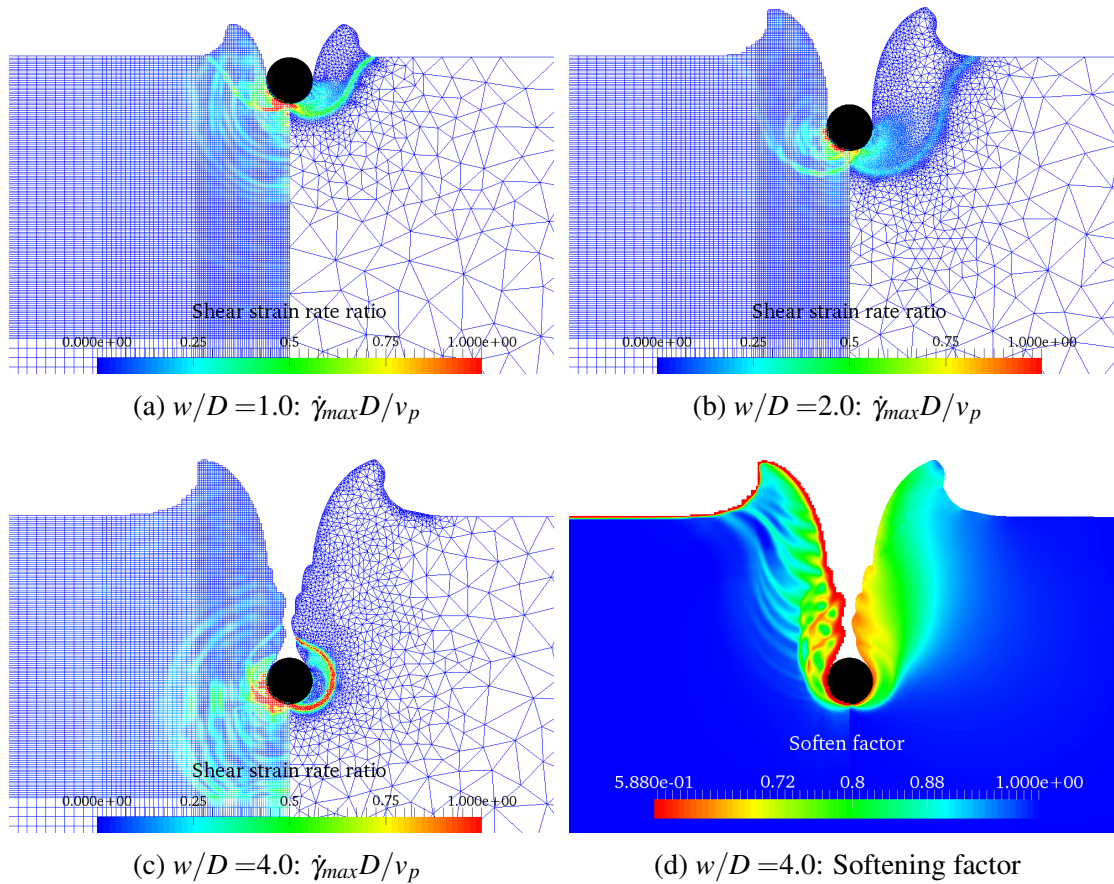 Shear strain rate ratio
0.000e+00 0.25 0.5 0.75 1.000e+00
(a) w/D =1.0: γ̇maxD/vp
Shear strain rate ratio
0.000e+00 0.25 0.5 0.75 1.000e+00
(b) w/D =2.0: γ̇maxD/vp
Shear strain rate ratio
0.000e+00 0.25 0.5 0.75 1.000e+00
(c) w/D =4.0: γ̇maxD/vp
Soften factor
5.880e-01 0.72 0.8 0.88 1.000e+00
(d) w/D =4.0: Softening factor